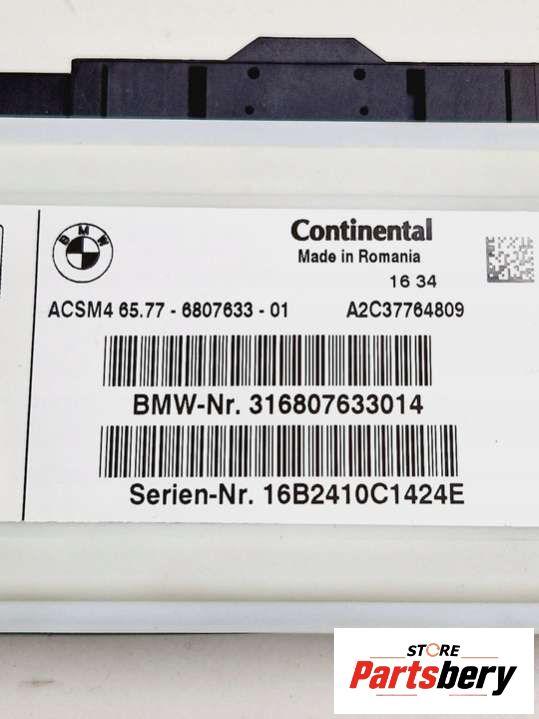 BMW
Continental
Made in Romania
16 34
ACSM4 65.77 - 6807633 - 01 A2C37764809
BMW-Nr. 316807633014
Serien-Nr. 16B2410C1424E
STORE
Partsbery